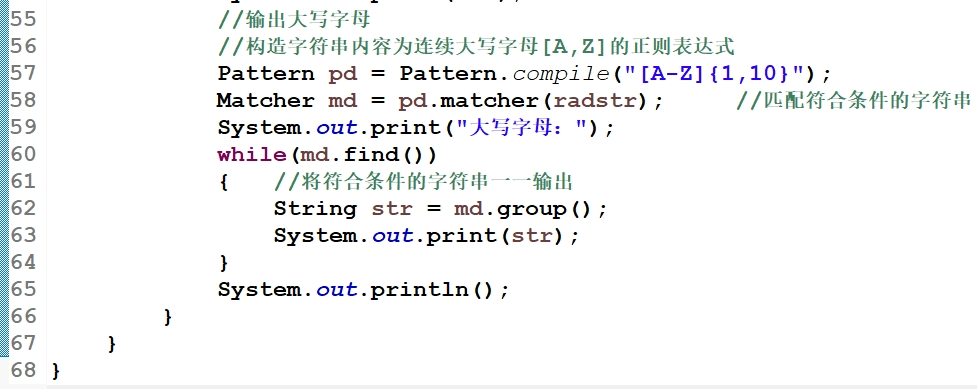 55 //输出大写字母
56 //构造字符串内容为连续大写字母[A,Z]的正则表达式
57 Pattern pd = Pattern.compile("[A-Z]{1,10}");
58 Matcher md = pd.matcher(radstr); //匹配符合条件的字符串
59 System.out.print("大写字母：");
60 while(md.find())
61 { //将符合条件的字符串一一输出
62 String str = md.group();
63 System.out.print(str);
64 }
65 System.out.println();
66 }
67 }
68 }